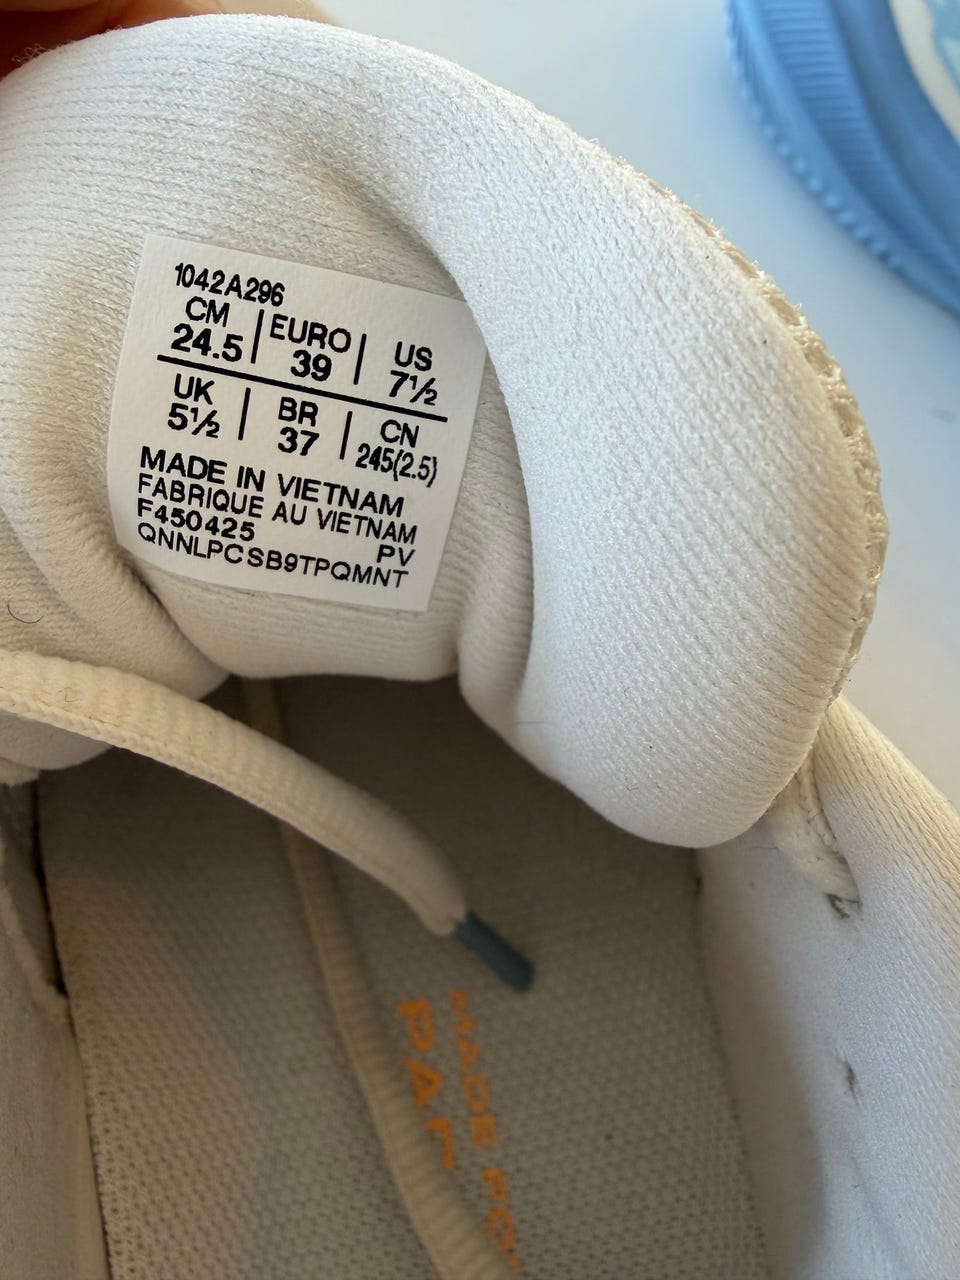 1042A296
CM EURO US
24.5 39 7½
UK BR CN
5½ 37 245(2.5)
MADE IN VIETNAM
FABRIQUE AU VIETNAM
F450425 PV
QNNLPCSB9TPQMNT
MADE